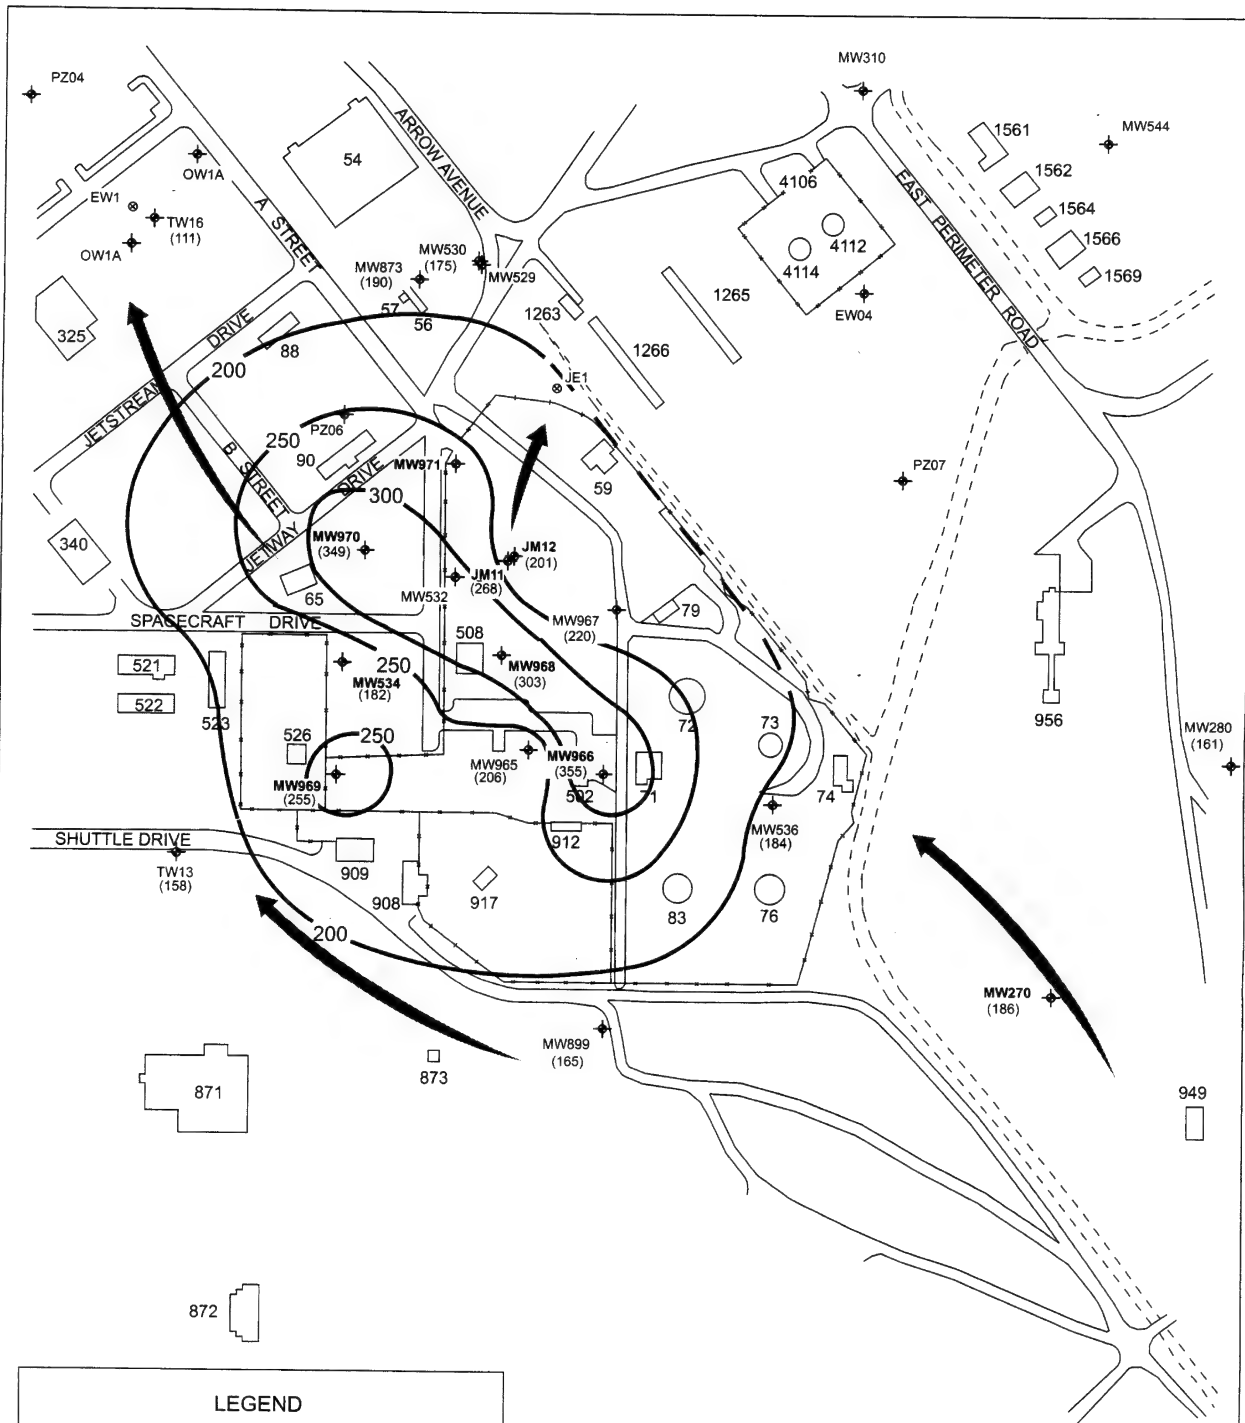 MW310
PZ04
ARROW AVENUE
1561
MW544
54
OW1A
4106
1562
EAST PERIMETER ROAD
EW1
TW16
(111)
A STREET
1564
4112
1566
OW1A
MW530
(175)
MW529
4114
MW873
(190)
1569
1265
57
56
1263
EW04
325
DRIVE
88
1266
200
JE1
JETSTREAM
PZ06
250
90
B STREET
MW971
DRIVE
59
PZ07
300
340
MW970
(349)
JETWAY
JM12
(201)
JM11
(268)
65
MW532
79
MW967
(220)
SPACECRAFT DRIVE
508
521
250
MW968
(303)
MW534
(182)
522
523
72
73
956
MW280
(161)
526
250
MW965
(206)
MW966
(355)
MW969
(255)
502
71
74
MW536
(184)
912
SHUTTLE DRIVE
TW13
(158)
909
908
917
83
76
200
MW270
(186)
MW899
(165)
873
871
949
872
LEGEND